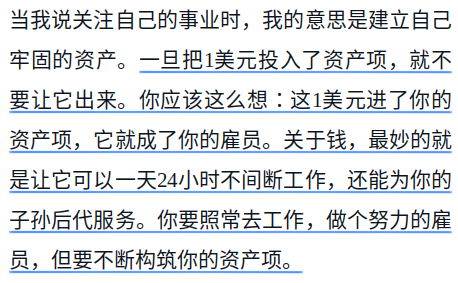 当我说关注自己的事业时，我的意思是建立自己
牢固的资产。一旦把1美元投入了资产项，就不
要让它出来。你应该这么想：这1美元进了你的
资产项，它就成了你的雇员。关于钱，最妙的就
是让它可以一天24小时不间断工作，还能为你的
子孙后代服务。你要照常去工作，做个努力的雇
员，但要不断构筑你的资产项。